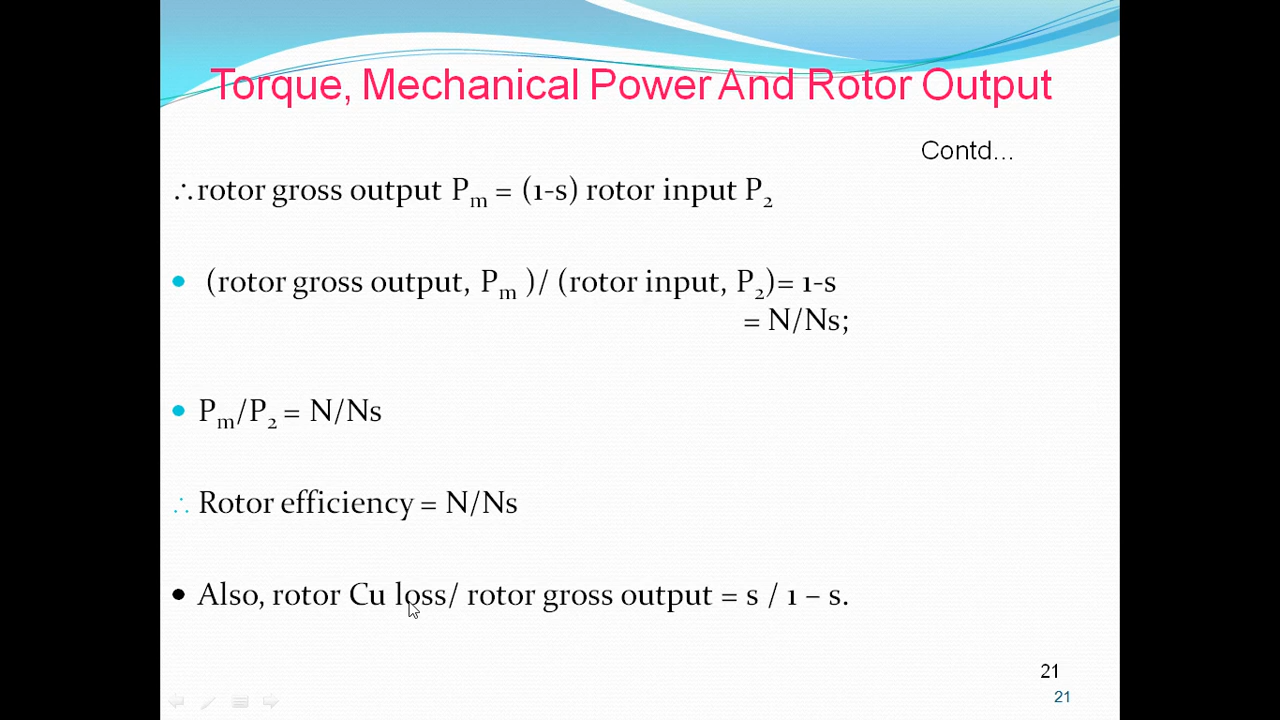 Torque, Mechanical Power And Rotor Output
Contd...
∴rotor gross output Pm = (1-s) rotor input P2
• (rotor gross output, Pm )/ (rotor input, P2)= 1-s
= N/Ns;
• Pm/P2 = N/Ns
∴ Rotor efficiency = N/Ns
• Also, rotor Cu loss/ rotor gross output = s / 1 – s.
21
21